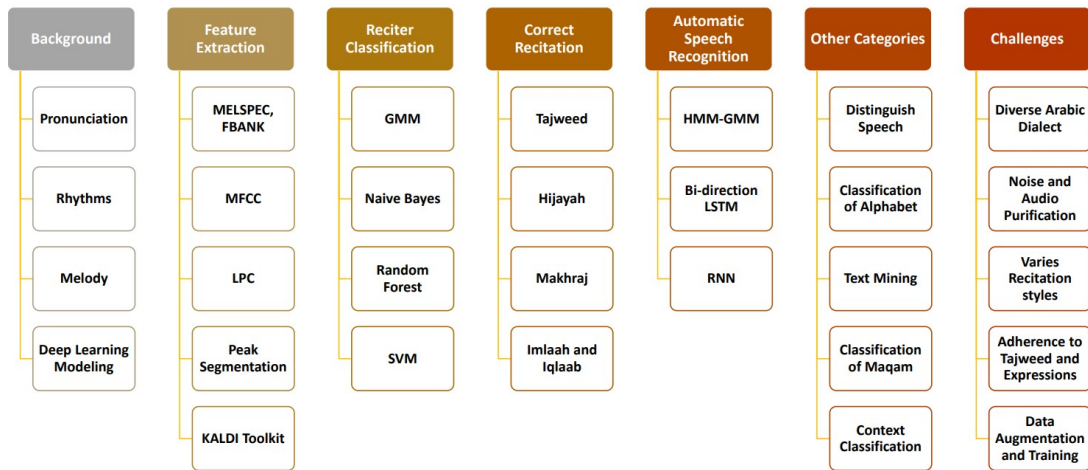 Background
Pronunciation
Rhythms
Melody
Deep Learning
Modeling
Feature
Extraction
MELSPEC,
FBANK
MFCC
LPC
Peak
Segmentation
KALDI Toolkit
Reciter
Classification
GMM
Naive Bayes
Random
Forest
SVM
Correct
Recitation
Tajweed
Hijayah
Makhraj
Imlaah and
Iqlaab
Automatic
Speech
Recognition
HMM-GMM
Bi-direction
LSTM
RNN
Other Categories
Distinguish
Speech
Classification
of Alphabet
Text Mining
Classification
of Maqam
Context
Classification
Challenges
Diverse Arabic
Dialect
Noise and
Audio
Purification
Varies
Recitation
styles
Adherence to
Tajweed and
Expressions
Data
Augmentation
and Training